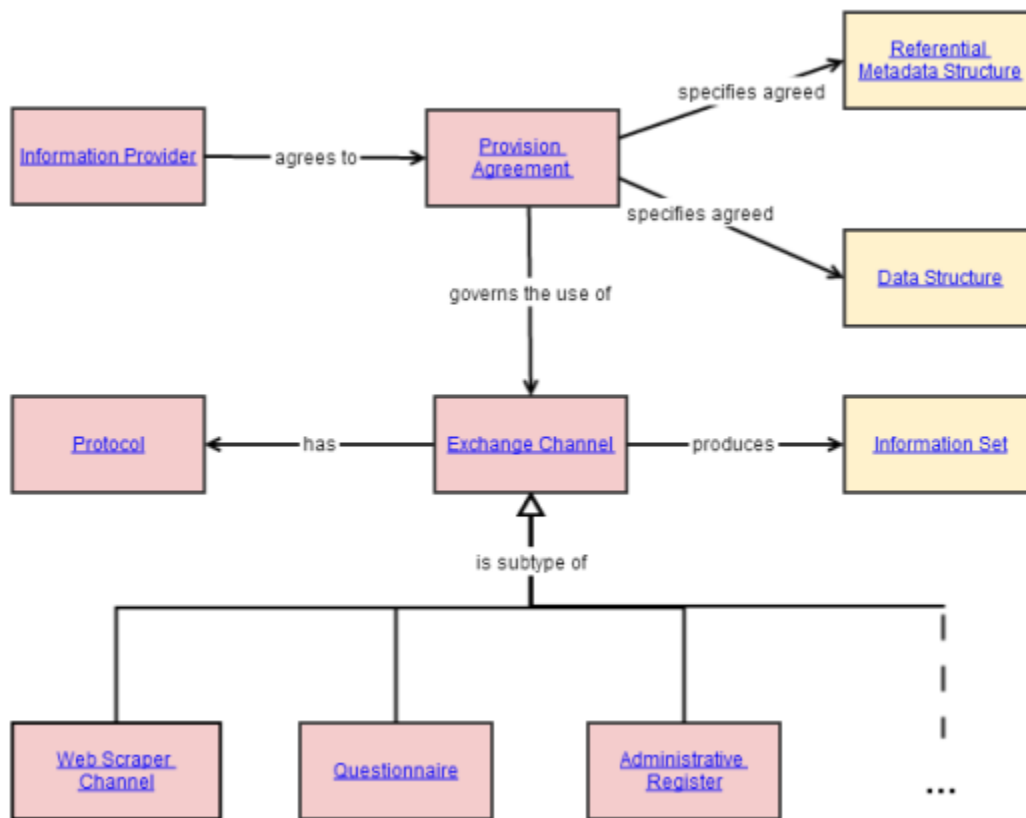 Referential
Metadata Structure
specifies agreed
Information Provider
agrees to
Provision
Agreement
specifies agreed
Data Structure
governs the use of
Protocol
has
Exchange Channel
produces
Information Set
is subtype of
Web Scraper
Channel
Questionnaire
Administrative
Register
...